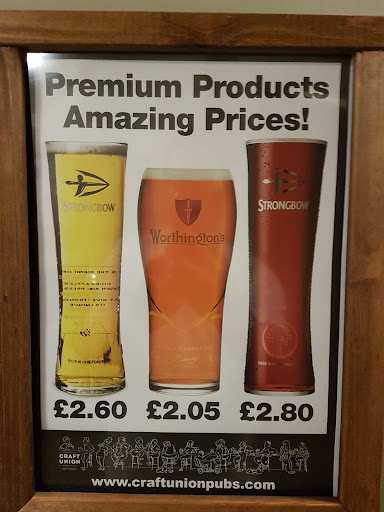 Premium Products
Amazing Prices!
STRONGBOW
Worthington's
STRONGBOW
£2.60 £2.05 £2.80
CRAFT
UNION
www.craftunionpubs.com